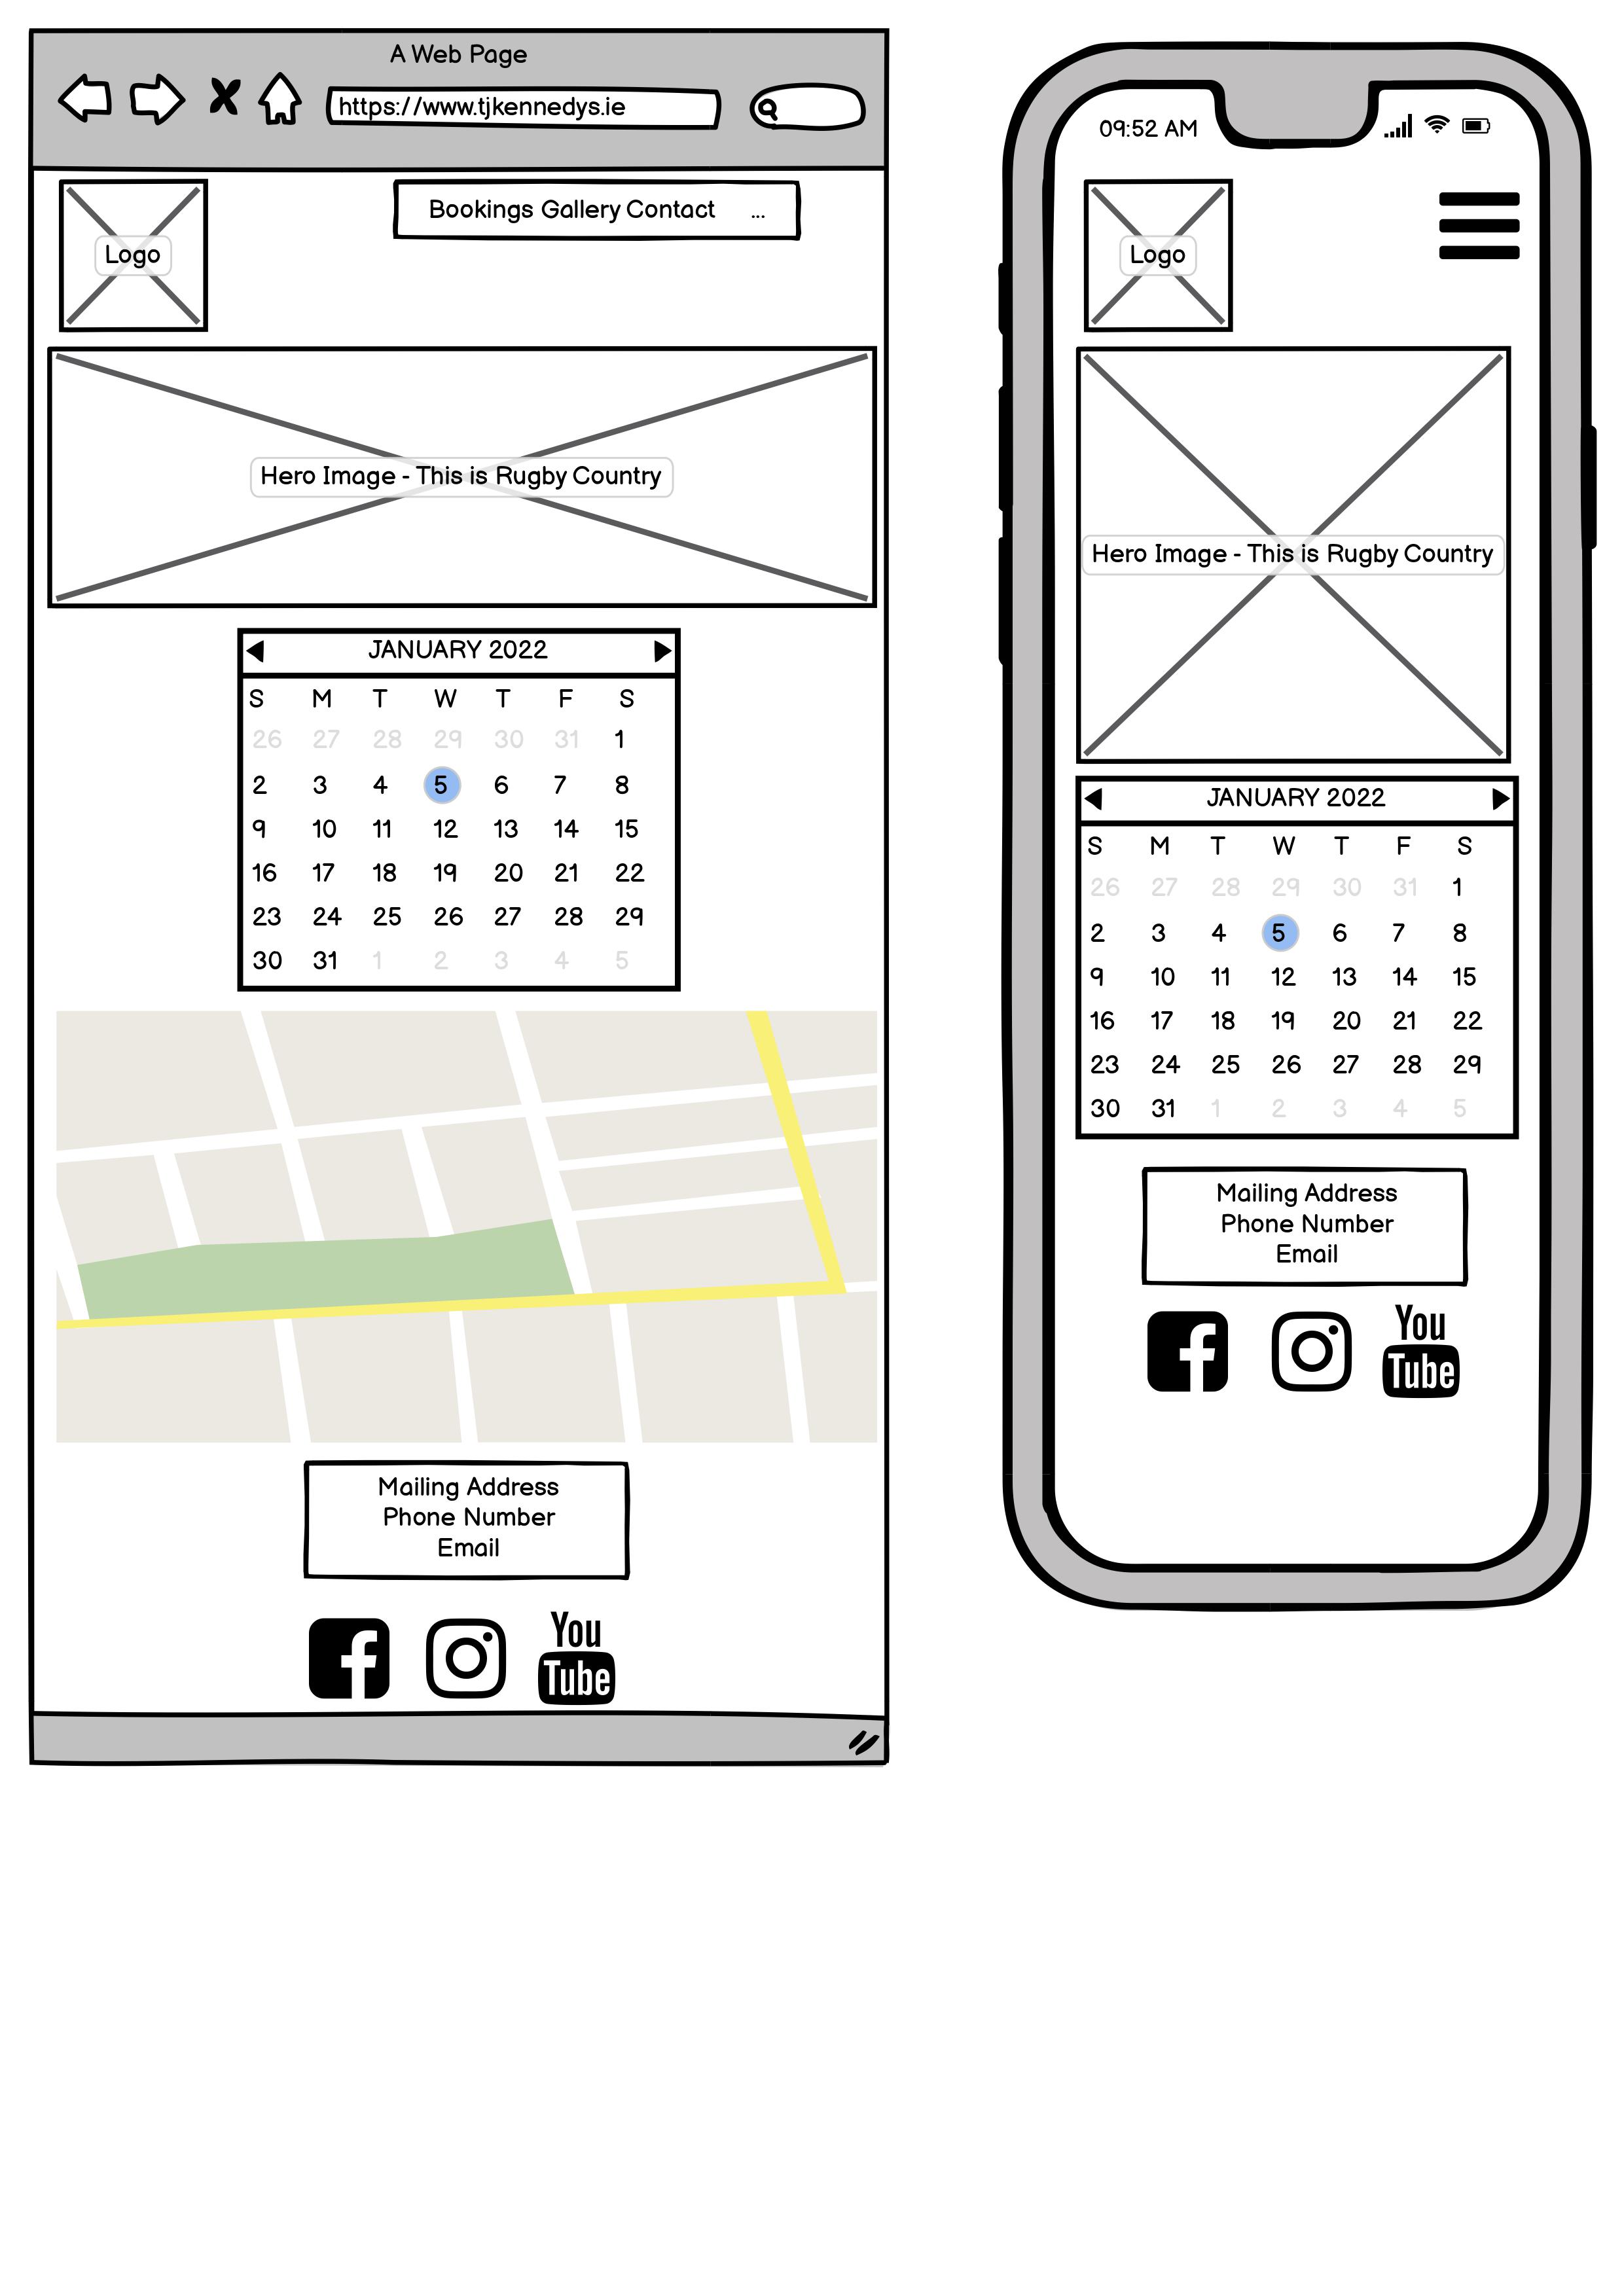 A Web Page
https://www.tjkennedys.ie
Bookings Gallery Contact ...
Logo
Hero Image - This is Rugby Country
JANUARY 2022
S M T W T F S
26 27 28 29 30 31 1
2 3 4 5 6 7 8
9 10 11 12 13 14 15
16 17 18 19 20 21 22
23 24 25 26 27 28 29
30 31 1 2 3 4 5
Mailing Address
Phone Number
Email
f
You
Tube
09:52 AM
Logo
Hero Image - This is Rugby Country
JANUARY 2022
S M T W T F S
26 27 28 29 30 31 1
2 3 4 5 6 7 8
9 10 11 12 13 14 15
16 17 18 19 20 21 22
23 24 25 26 27 28 29
30 31 1 2 3 4 5
Mailing Address
Phone Number
Email
f
You
Tube